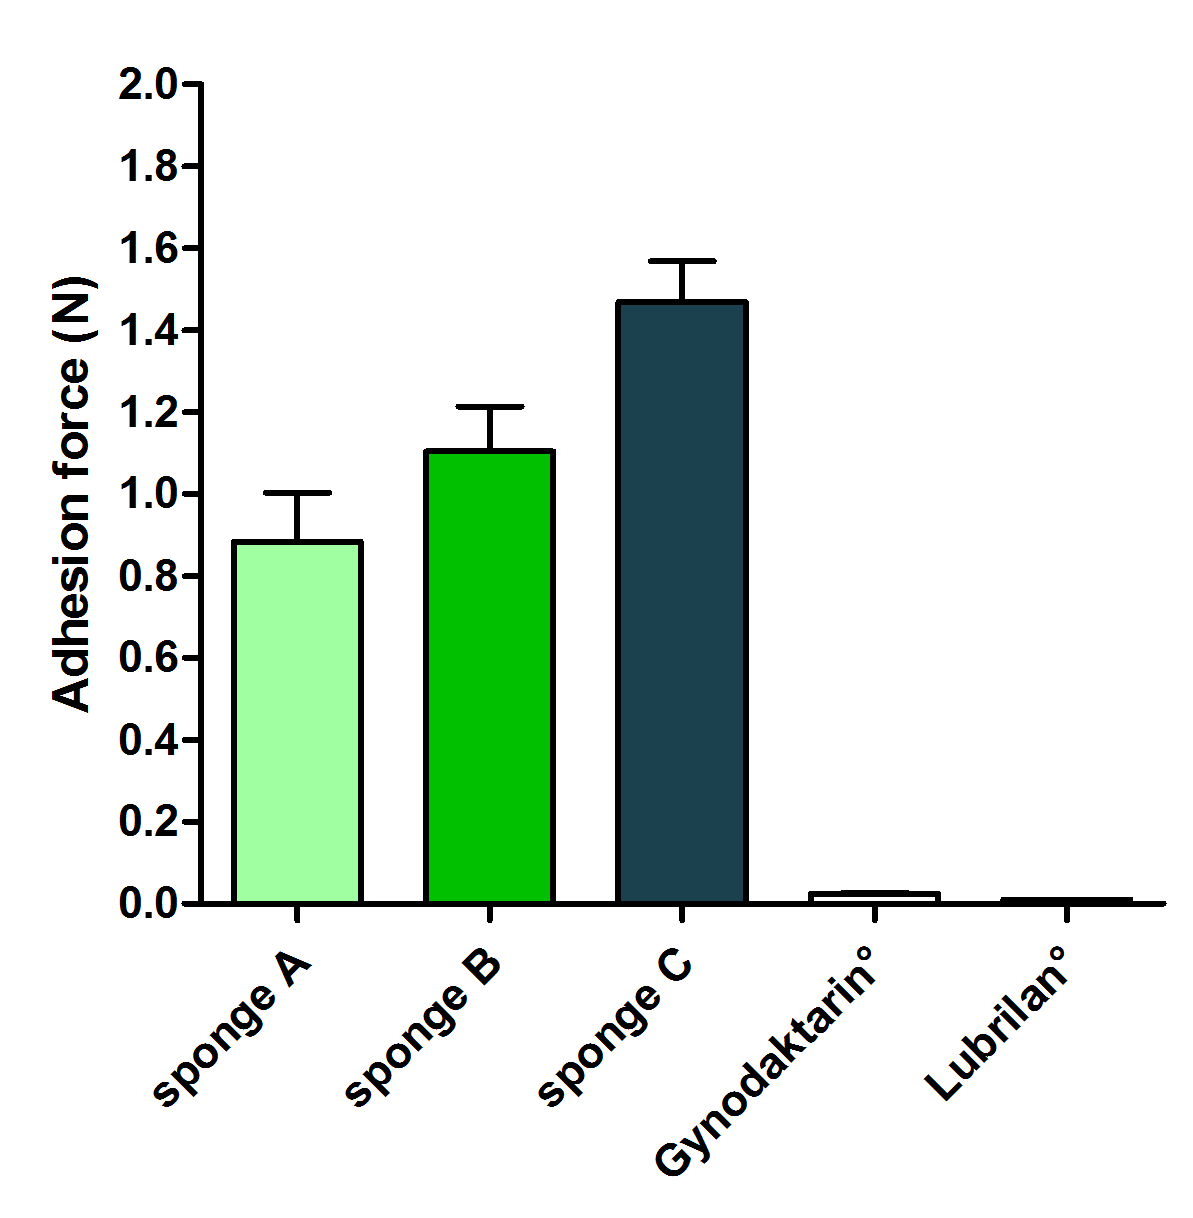 Adhesion force (N)
2.0
1.8
1.6
1.4
1.2
1.0
0.8
0.6
0.4
0.2
0.0
sponge A
sponge B
sponge C
Gynodaktarin°
Lubrilan°